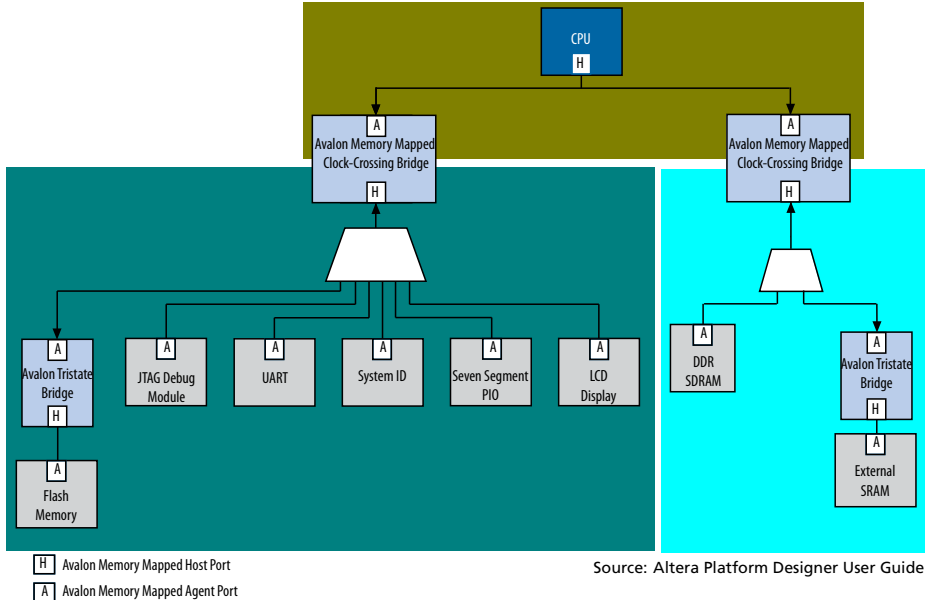 CPU
H
A
Avalon Memory Mapped
Clock-Crossing Bridge
H
A
Avalon Memory Mapped
Clock-Crossing Bridge
H
A
Avalon Tristate
Bridge
H
A
Flash
Memory
A
JTAG Debug
Module
A
UART
A
System ID
A
Seven Segment
PIO
A
LCD
Display
A
DDR
SDRAM
A
Avalon Tristate
Bridge
H
A
External
SRAM
H Avalon Memory Mapped Host Port
A Avalon Memory Mapped Agent Port
Source: Altera Platform Designer User Guide